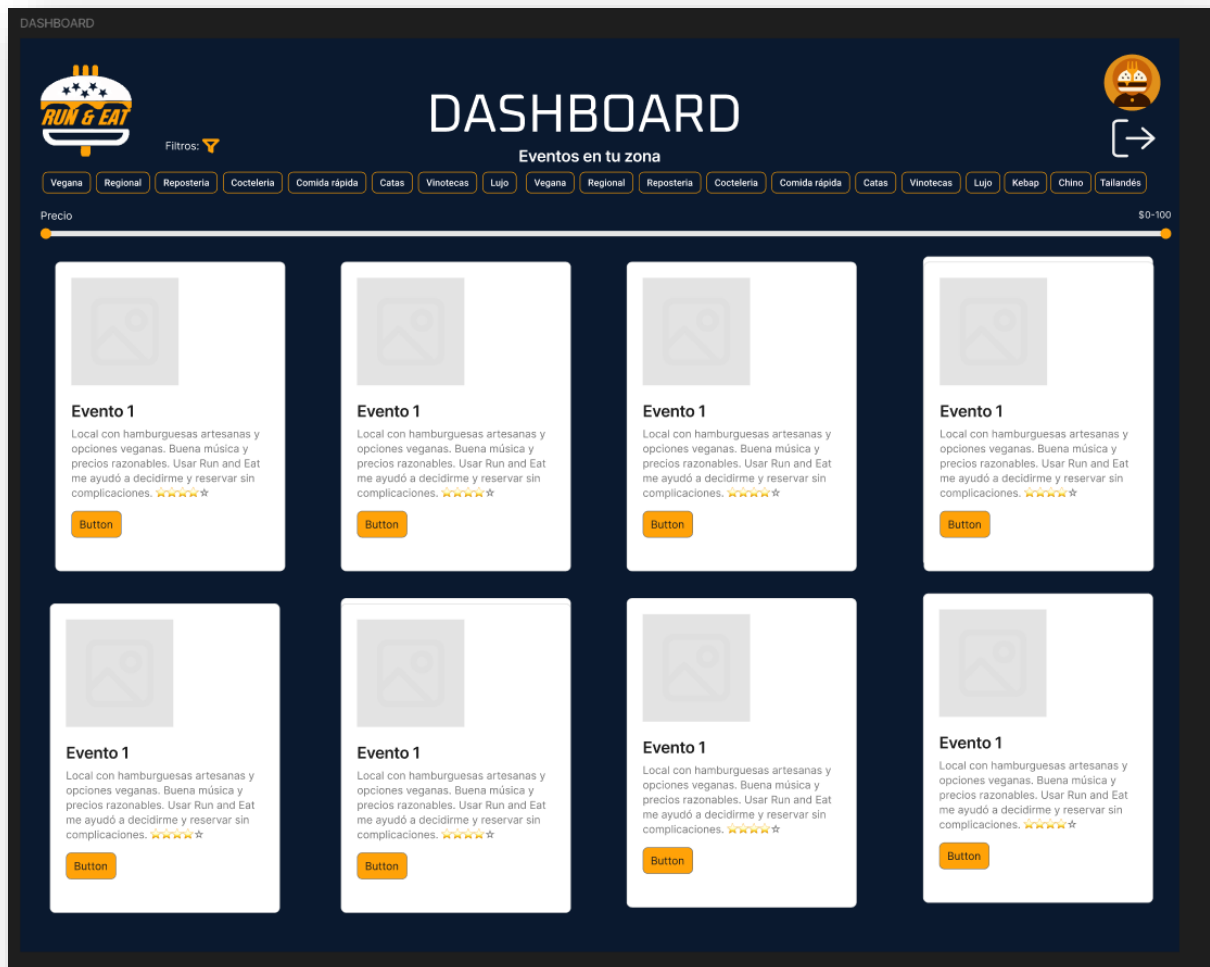 DASHBOARD
RUN & EAT
DASHBOARD
Filtros:
Eventos en tu zona
Vegana Regional Reposteria Cocteleria Comida rápida Catas Vinotecas Lujo Vegana Regional Reposteria Cocteleria Comida rápida Catas Vinotecas Lujo Kebap Chino Tailandés
Precio $0-100
Evento 1
Local con hamburguesas artesanas y
opciones veganas. Buena música y
precios razonables. Usar Run and Eat
me ayudó a decidirme y reservar sin
complicaciones. ⭐⭐⭐⭐☆
Button
Evento 1
Local con hamburguesas artesanas y
opciones veganas. Buena música y
precios razonables. Usar Run and Eat
me ayudó a decidirme y reservar sin
complicaciones. ⭐⭐⭐⭐☆
Button
Evento 1
Local con hamburguesas artesanas y
opciones veganas. Buena música y
precios razonables. Usar Run and Eat
me ayudó a decidirme y reservar sin
complicaciones. ⭐⭐⭐⭐☆
Button
Evento 1
Local con hamburguesas artesanas y
opciones veganas. Buena música y
precios razonables. Usar Run and Eat
me ayudó a decidirme y reservar sin
complicaciones. ⭐⭐⭐⭐☆
Button
Evento 1
Local con hamburguesas artesanas y
opciones veganas. Buena música y
precios razonables. Usar Run and Eat
me ayudó a decidirme y reservar sin
complicaciones. ⭐⭐⭐⭐☆
Button
Evento 1
Local con hamburguesas artesanas y
opciones veganas. Buena música y
precios razonables. Usar Run and Eat
me ayudó a decidirme y reservar sin
complicaciones. ⭐⭐⭐⭐☆
Button
Evento 1
Local con hamburguesas artesanas y
opciones veganas. Buena música y
precios razonables. Usar Run and Eat
me ayudó a decidirme y reservar sin
complicaciones. ⭐⭐⭐⭐☆
Button
Evento 1
Local con hamburguesas artesanas y
opciones veganas. Buena música y
precios razonables. Usar Run and Eat
me ayudó a decidirme y reservar sin
complicaciones. ⭐⭐⭐⭐☆
Button